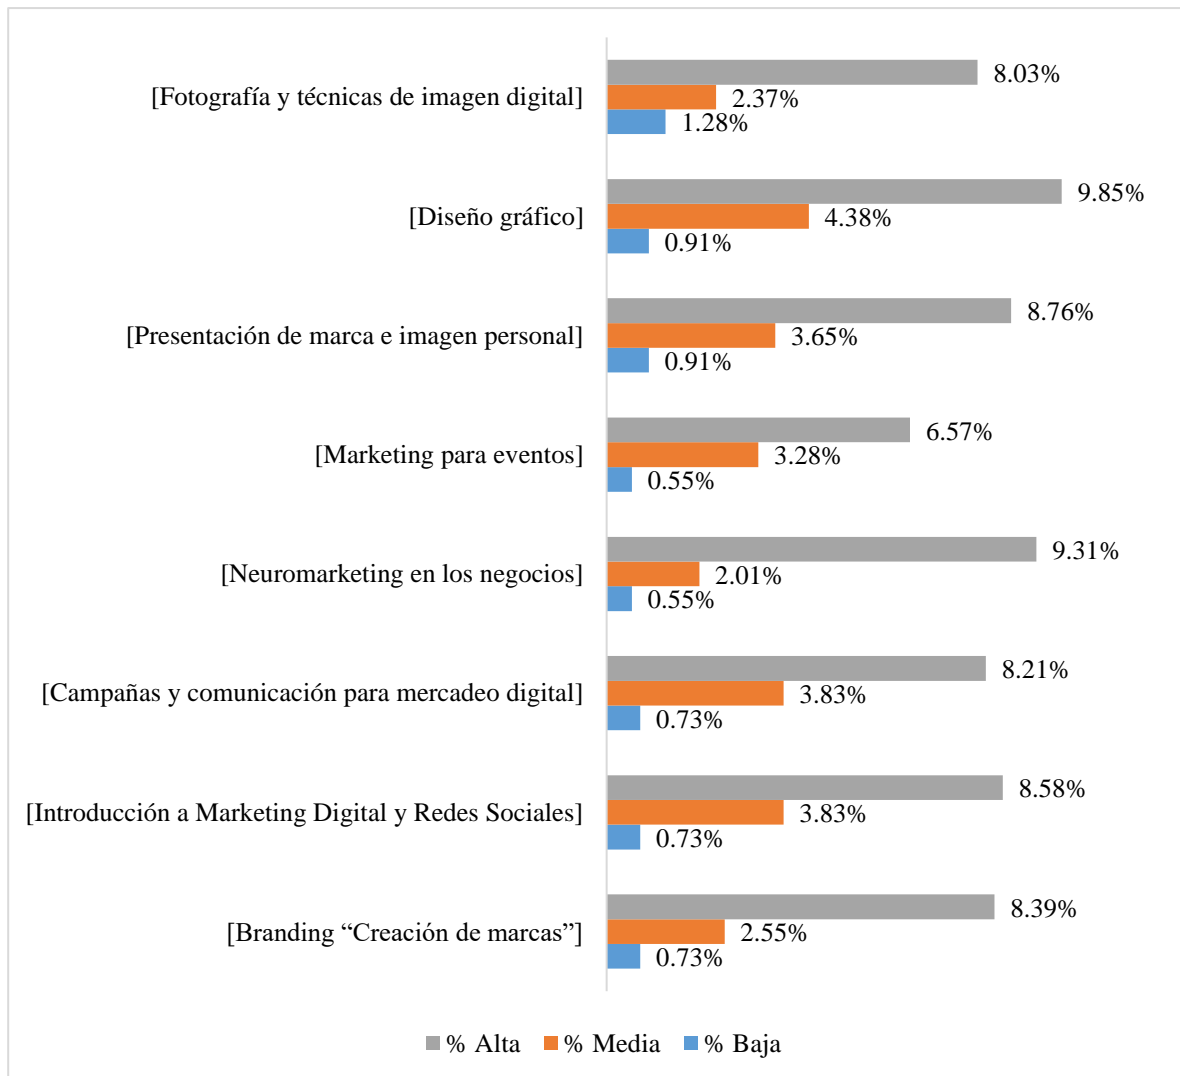 [Fotografía y técnicas de imagen digital]
8.03%
2.37%
1.28%
[Diseño gráfico]
9.85%
4.38%
0.91%
[Presentación de marca e imagen personal]
8.76%
3.65%
0.91%
[Marketing para eventos]
6.57%
3.28%
0.55%
[Neuromarketing en los negocios]
9.31%
2.01%
0.55%
[Campañas y comunicación para mercadeo digital]
8.21%
3.83%
0.73%
[Introducción a Marketing Digital y Redes Sociales]
8.58%
3.83%
0.73%
[Branding “Creación de marcas”]
8.39%
2.55%
0.73%
% Alta % Media % Baja